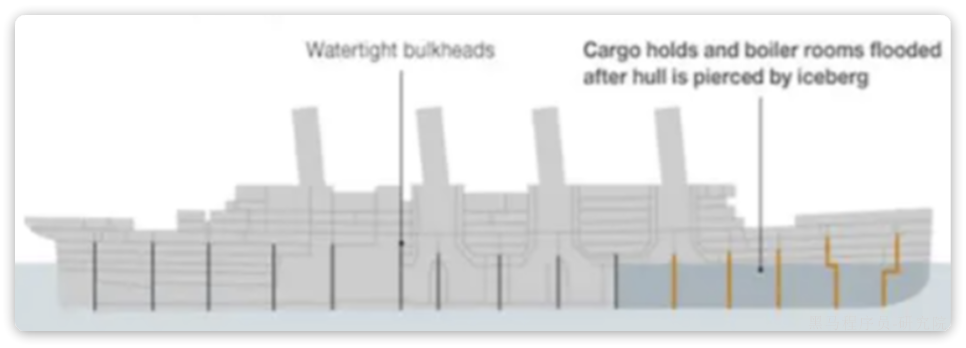 Watertight bulkheads
Cargo holds and boiler rooms flooded
after hull is pierced by iceberg